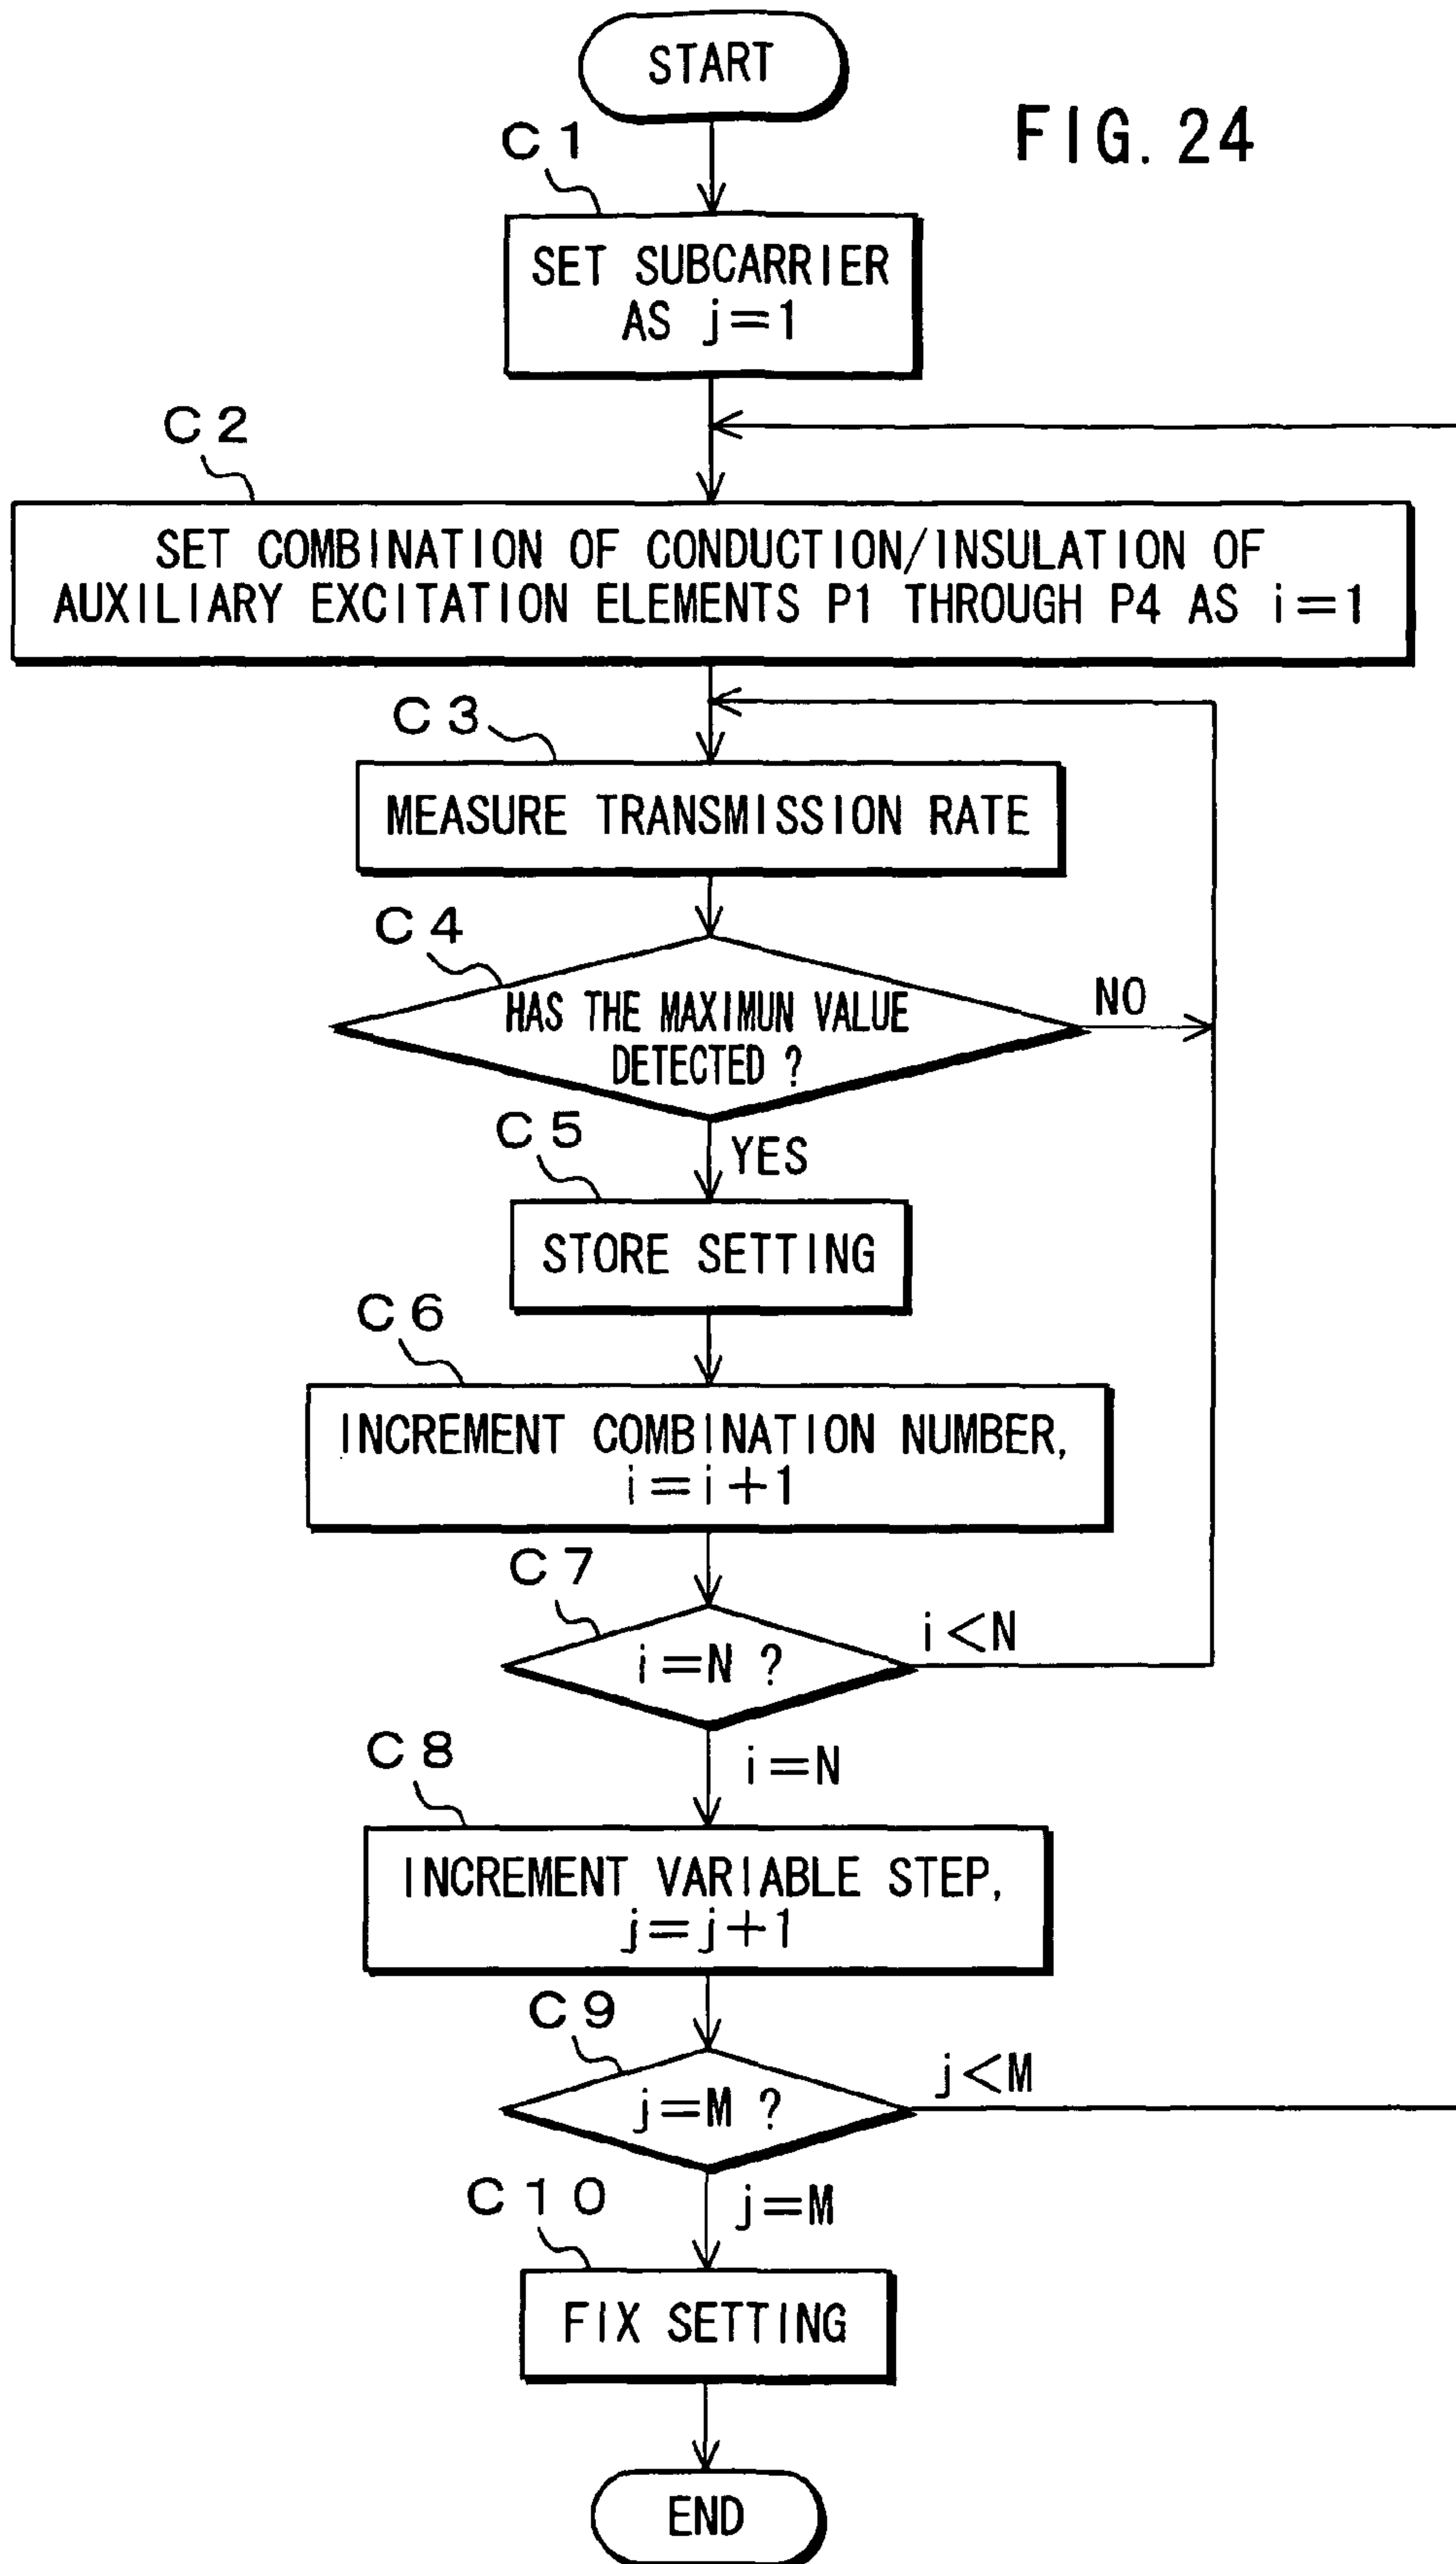 START
FIG. 24
C1
SET SUBCARRIER
AS j=1
C2
SET COMBINATION OF CONDUCTION/INSULATION OF
AUXILIARY EXCITATION ELEMENTS P1 THROUGH P4 AS i=1
C3
MEASURE TRANSMISSION RATE
C4
HAS THE MAXIMUN VALUE
DETECTED ?
NO
YES
C5
STORE SETTING
C6
INCREMENT COMBINATION NUMBER,
i=i+1
C7
i=N ?
i<N
i=N
C8
INCREMENT VARIABLE STEP,
j=j+1
C9
j=M ?
j<M
j=M
C10
FIX SETTING
END